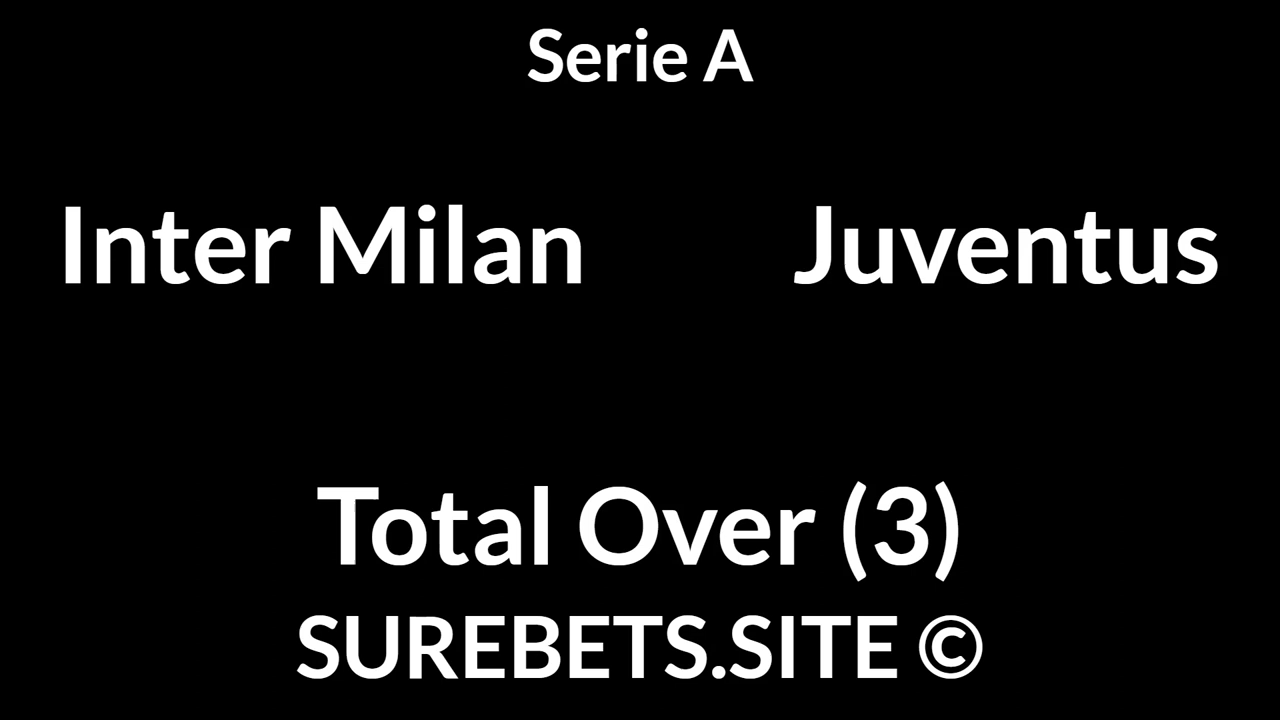 Serie A
Inter Milan Juventus
Total Over (3)
SUREBETS.SITE ©